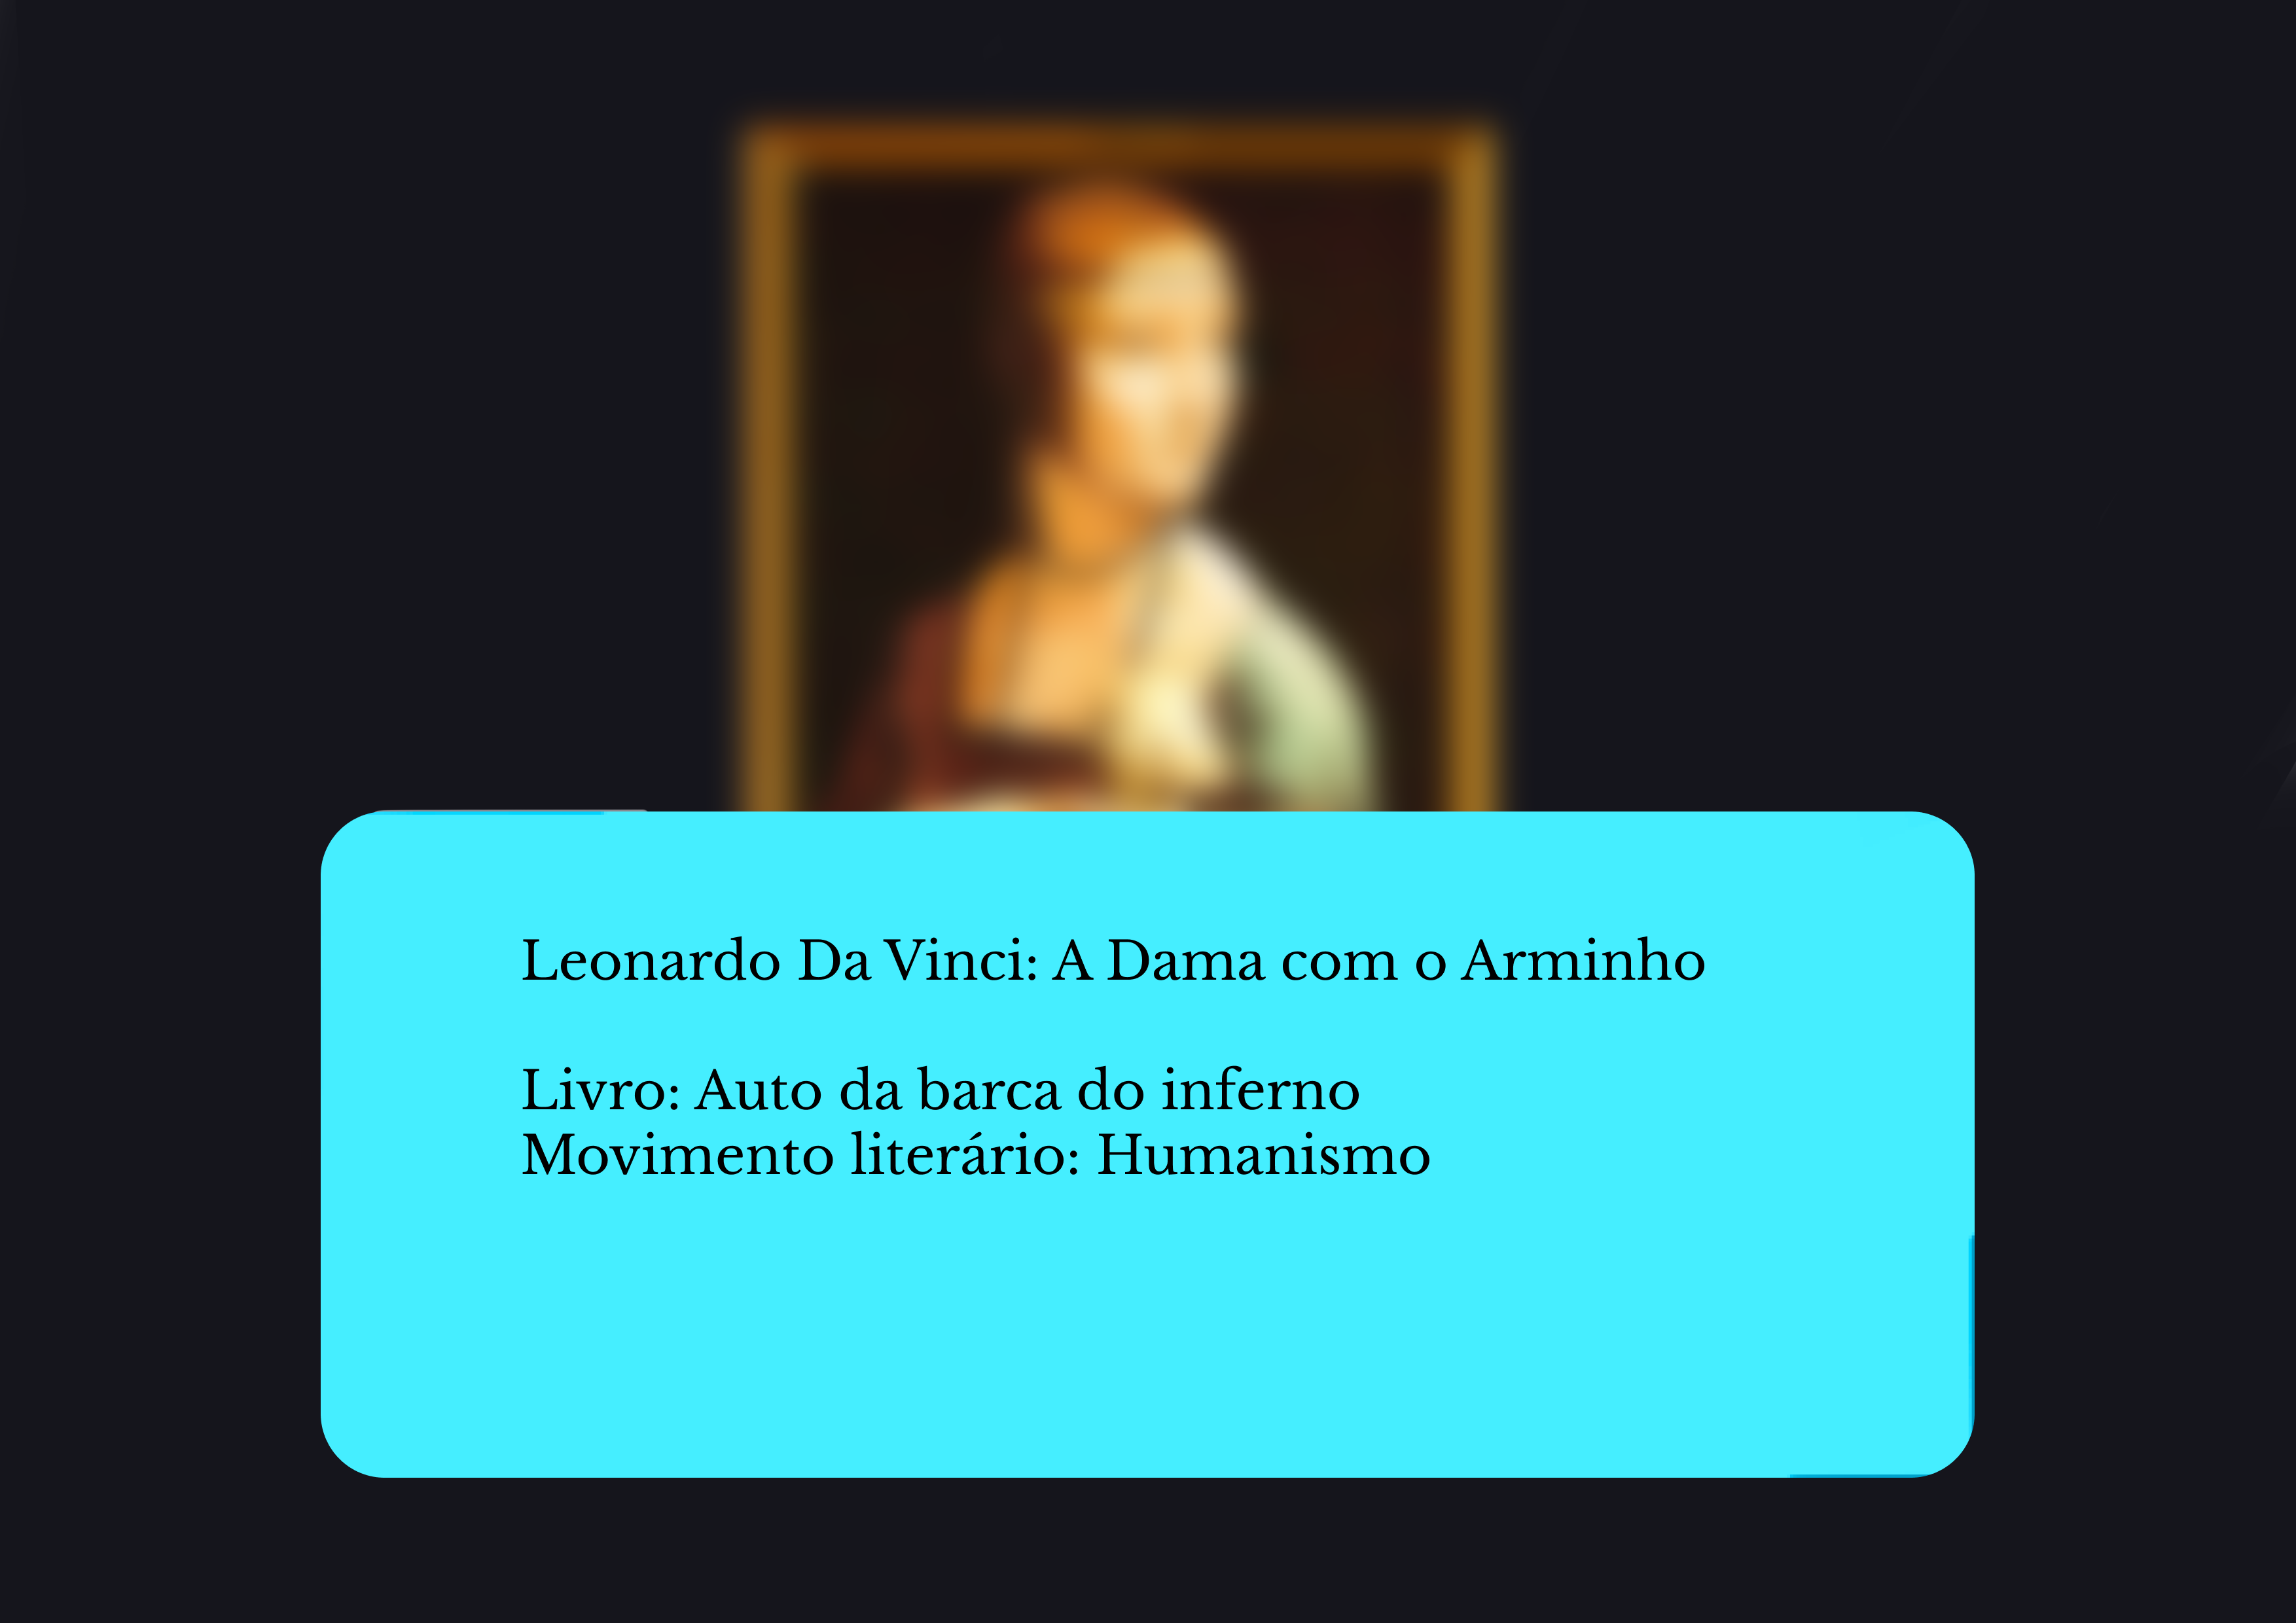 Leonardo Da Vinci: A Dama com o Arminho
Livro: Auto da barca do inferno
Movimento literário: Humanismo